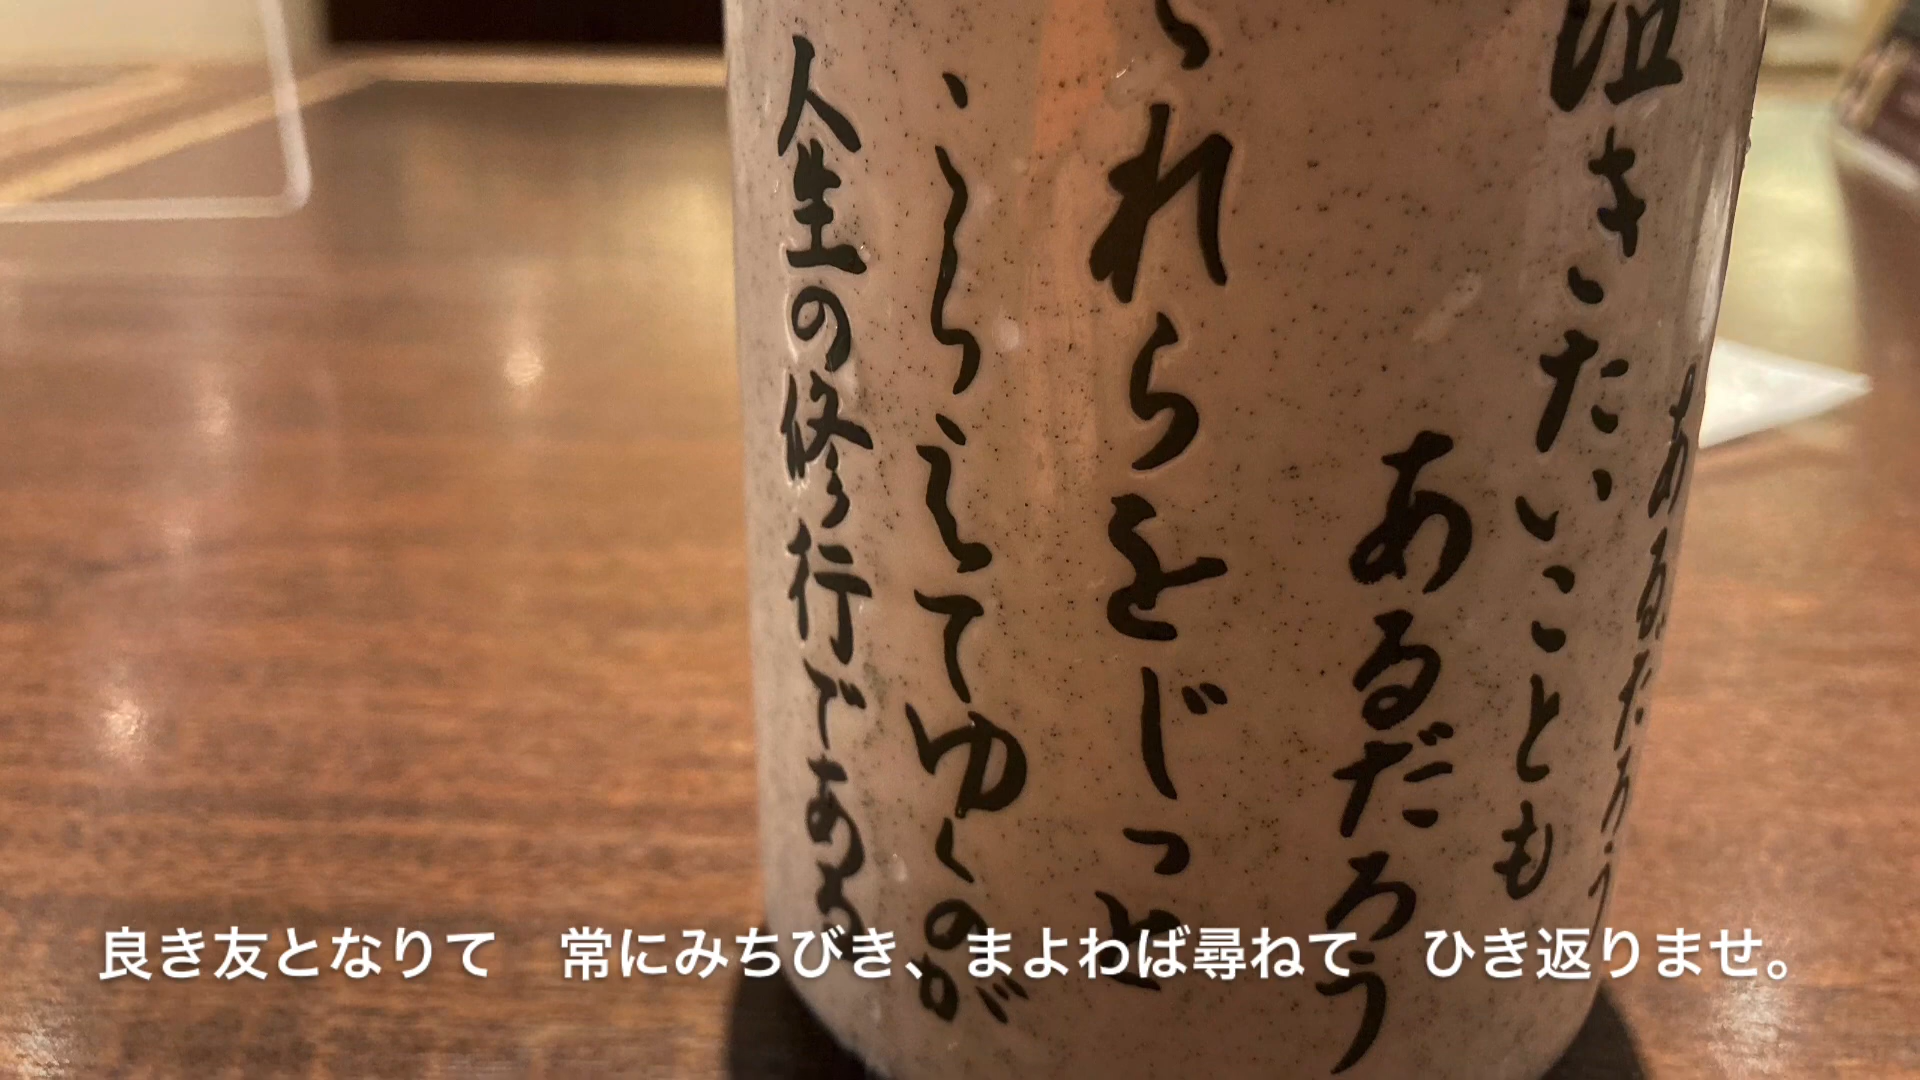 あるだろう
泣きたいことも
あるだろう
これらをじっと
こらえてゆくのが
人生の修行である
良き友となりて　常にみちびき、まよわば尋ねて　ひき返りませ。